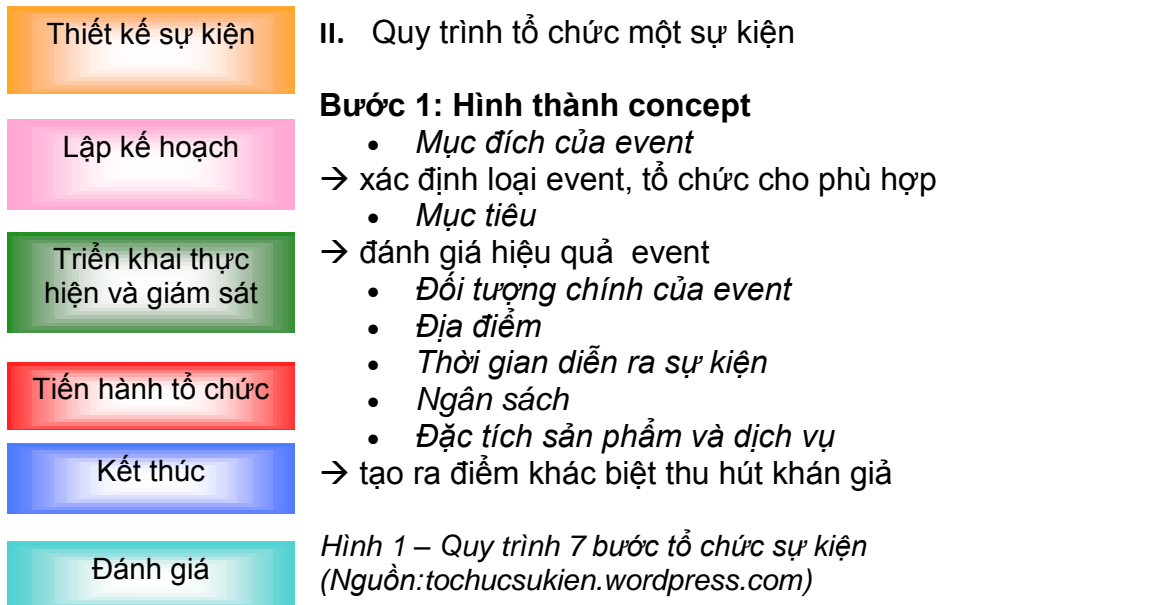 Thiết kế sự kiện
Lập kế hoạch
Triển khai thực
hiện và giám sát
Tiến hành tổ chức
Kết thúc
Đánh giá
II. Quy trình tổ chức một sự kiện
Bước 1: Hình thành concept
• Mục đích của event
→ xác định loại event, tổ chức cho phù hợp
• Mục tiêu
→ đánh giá hiệu quả event
• Đối tượng chính của event
• Địa điểm
• Thời gian diễn ra sự kiện
• Ngân sách
• Đặc tích sản phẩm và dịch vụ
→ tạo ra điểm khác biệt thu hút khán giả
Hình 1 – Quy trình 7 bước tổ chức sự kiện
(Nguồn:tochucsukien.wordpress.com)